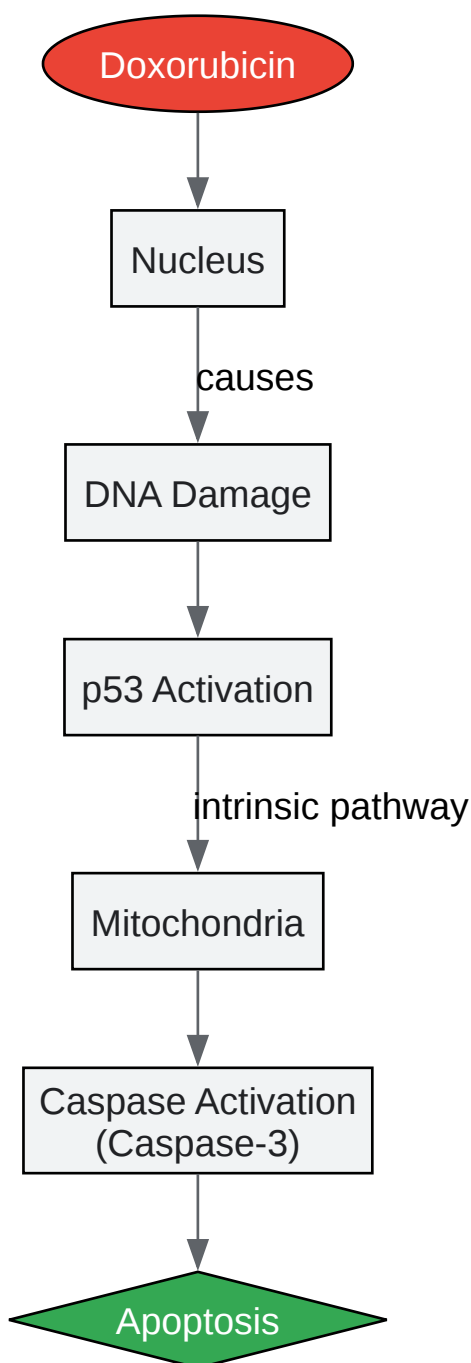 Doxorubicin
Nucleus
causes
DNA Damage
p53 Activation
intrinsic pathway
Mitochondria
Caspase Activation
(Caspase-3)
Apoptosis